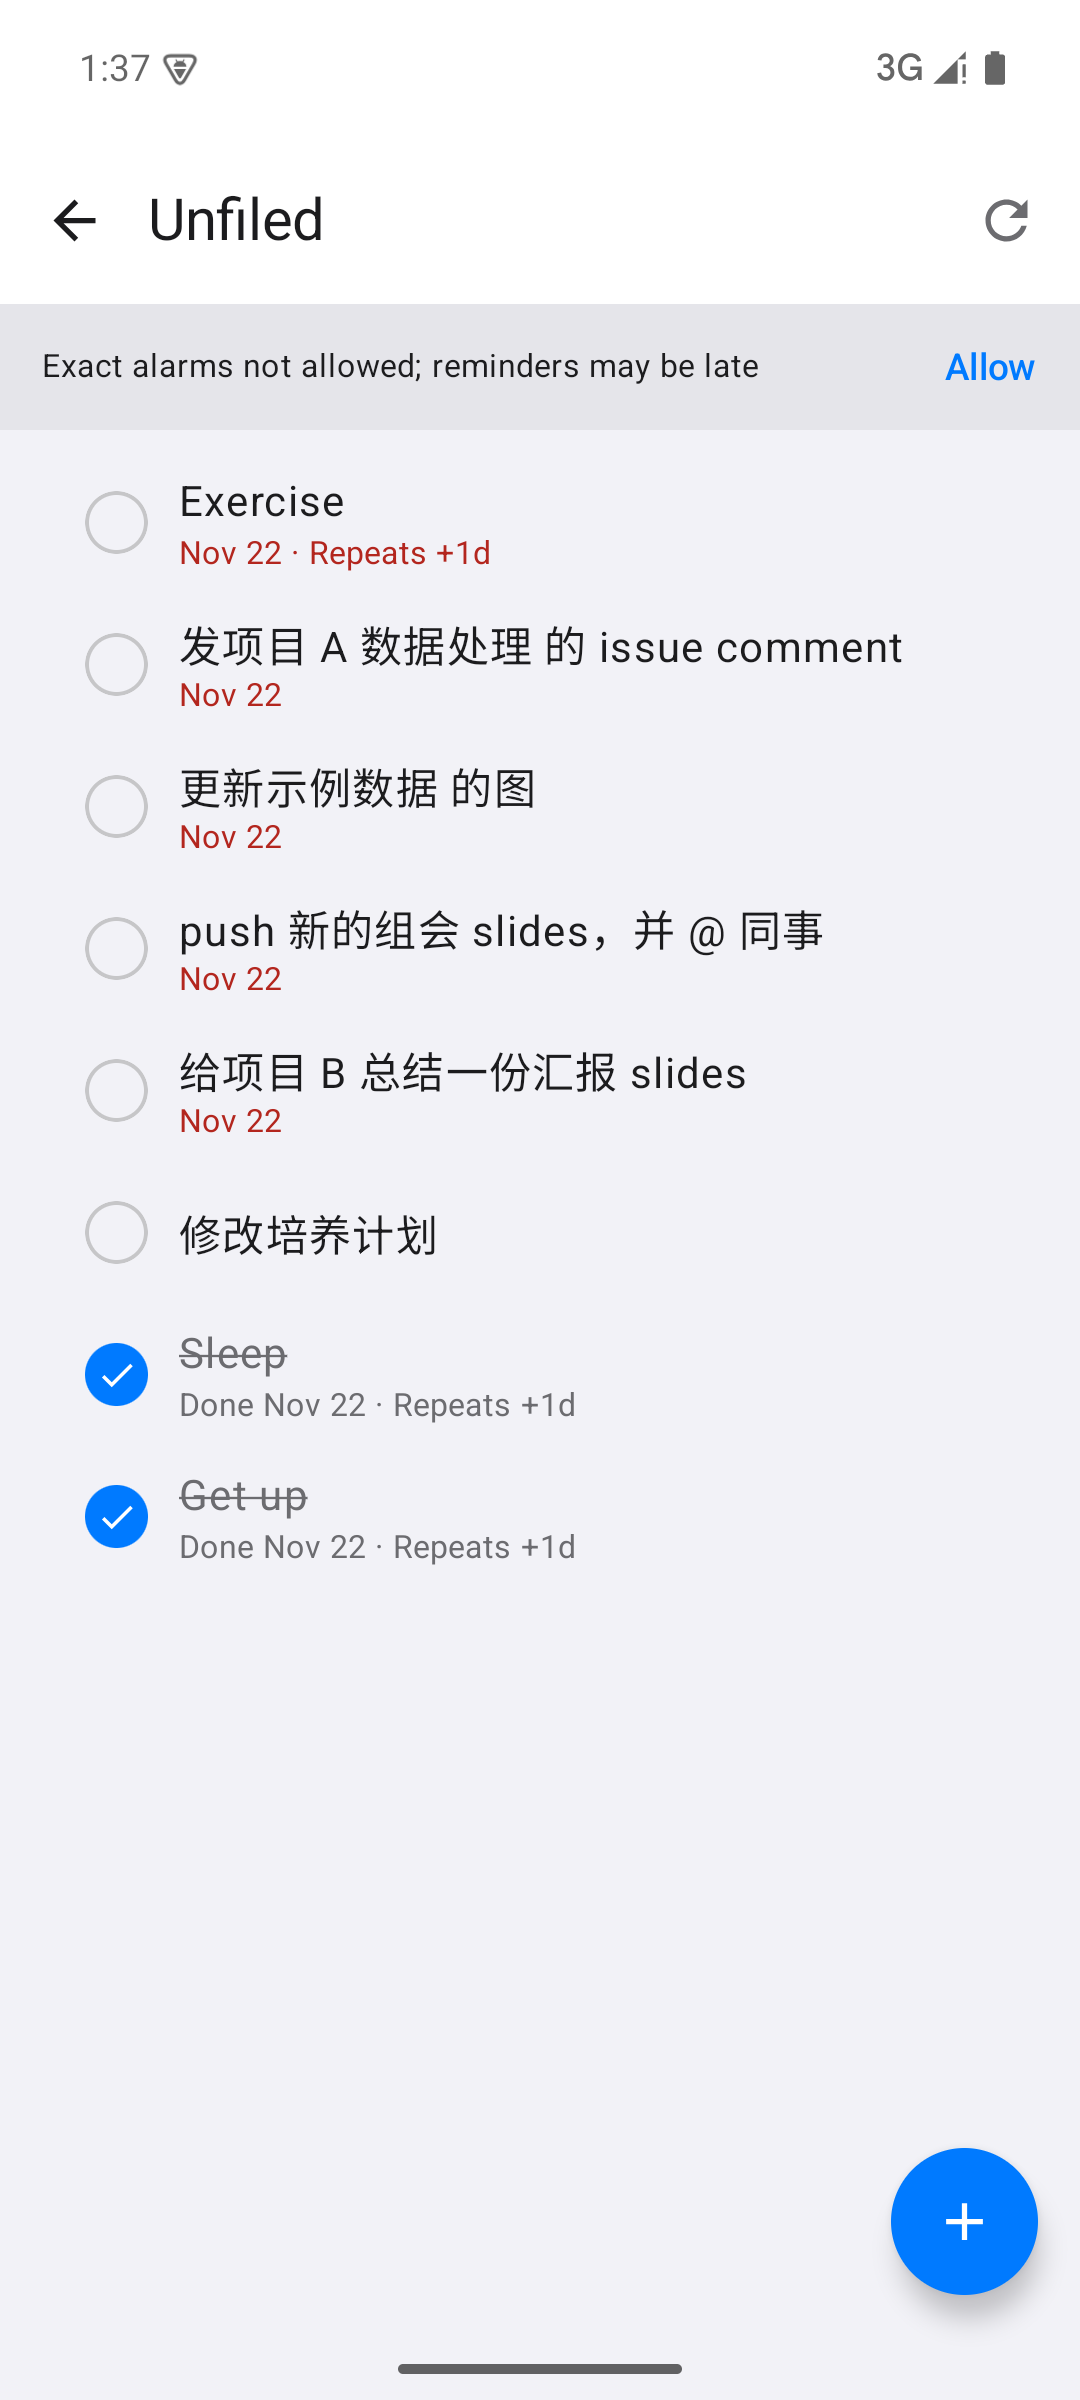 1:37
3G
Unfiled
Exact alarms not allowed; reminders may be late
Allow
Exercise
Nov 22 · Repeats +1d
发项目 A 数据处理 的 issue comment
Nov 22
更新示例数据 的图
Nov 22
push 新的组会 slides，并 @ 同事
Nov 22
给项目 B 总结一份汇报 slides
Nov 22
修改培养计划
Sleep
Done Nov 22 · Repeats +1d
Get up
Done Nov 22 · Repeats +1d